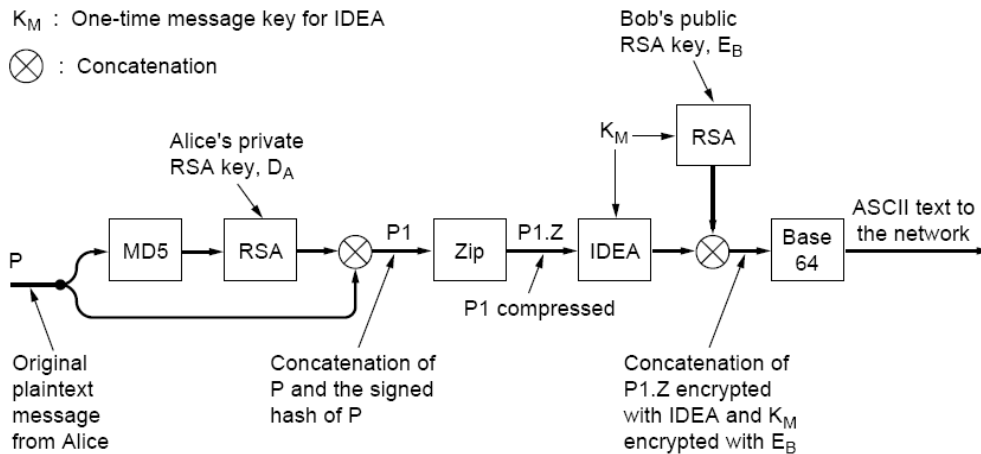 K_M : One-time message key for IDEA
⊗ : Concatenation
Bob's public
RSA key, E_B
Alice's private
RSA key, D_A
K_M
RSA
P
MD5
RSA
P1
Zip
P1.Z
IDEA
Base
64
ASCII text to
the network
P1 compressed
Original
plaintext
message
from Alice
Concatenation of
P and the signed
hash of P
Concatenation of
P1.Z encrypted
with IDEA and K_M
encrypted with E_B